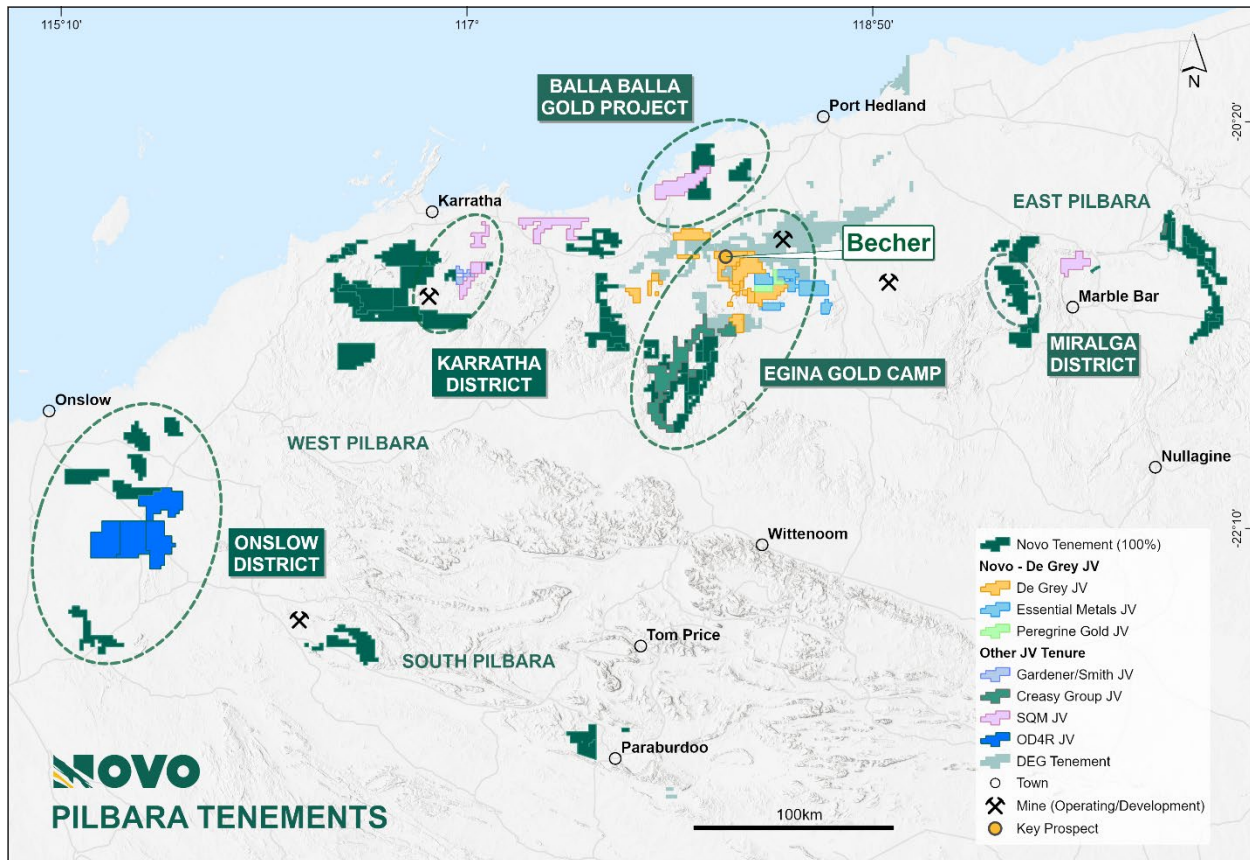 115°10'
117°
118°50'
N
-20°20'
-22°10'
BALLA BALLA
GOLD PROJECT
Port Hedland
Karratha
EAST PILBARA
Becher
Marble Bar
KARRATHA
DISTRICT
EGINA GOLD CAMP
MIRALGA
DISTRICT
Onslow
WEST PILBARA
Nullagine
ONSLOW
DISTRICT
Wittenoom
Tom Price
SOUTH PILBARA
Paraburdoo
Novo Tenement (100%)
Novo - De Grey JV
De Grey JV
Essential Metals JV
Peregrine Gold JV
Other JV Tenure
Gardener/Smith JV
Creasy Group JV
SQM JV
OD4R JV
DEG Tenement
Town
Mine (Operating/Development)
Key Prospect
NOVO
PILBARA TENEMENTS
100km